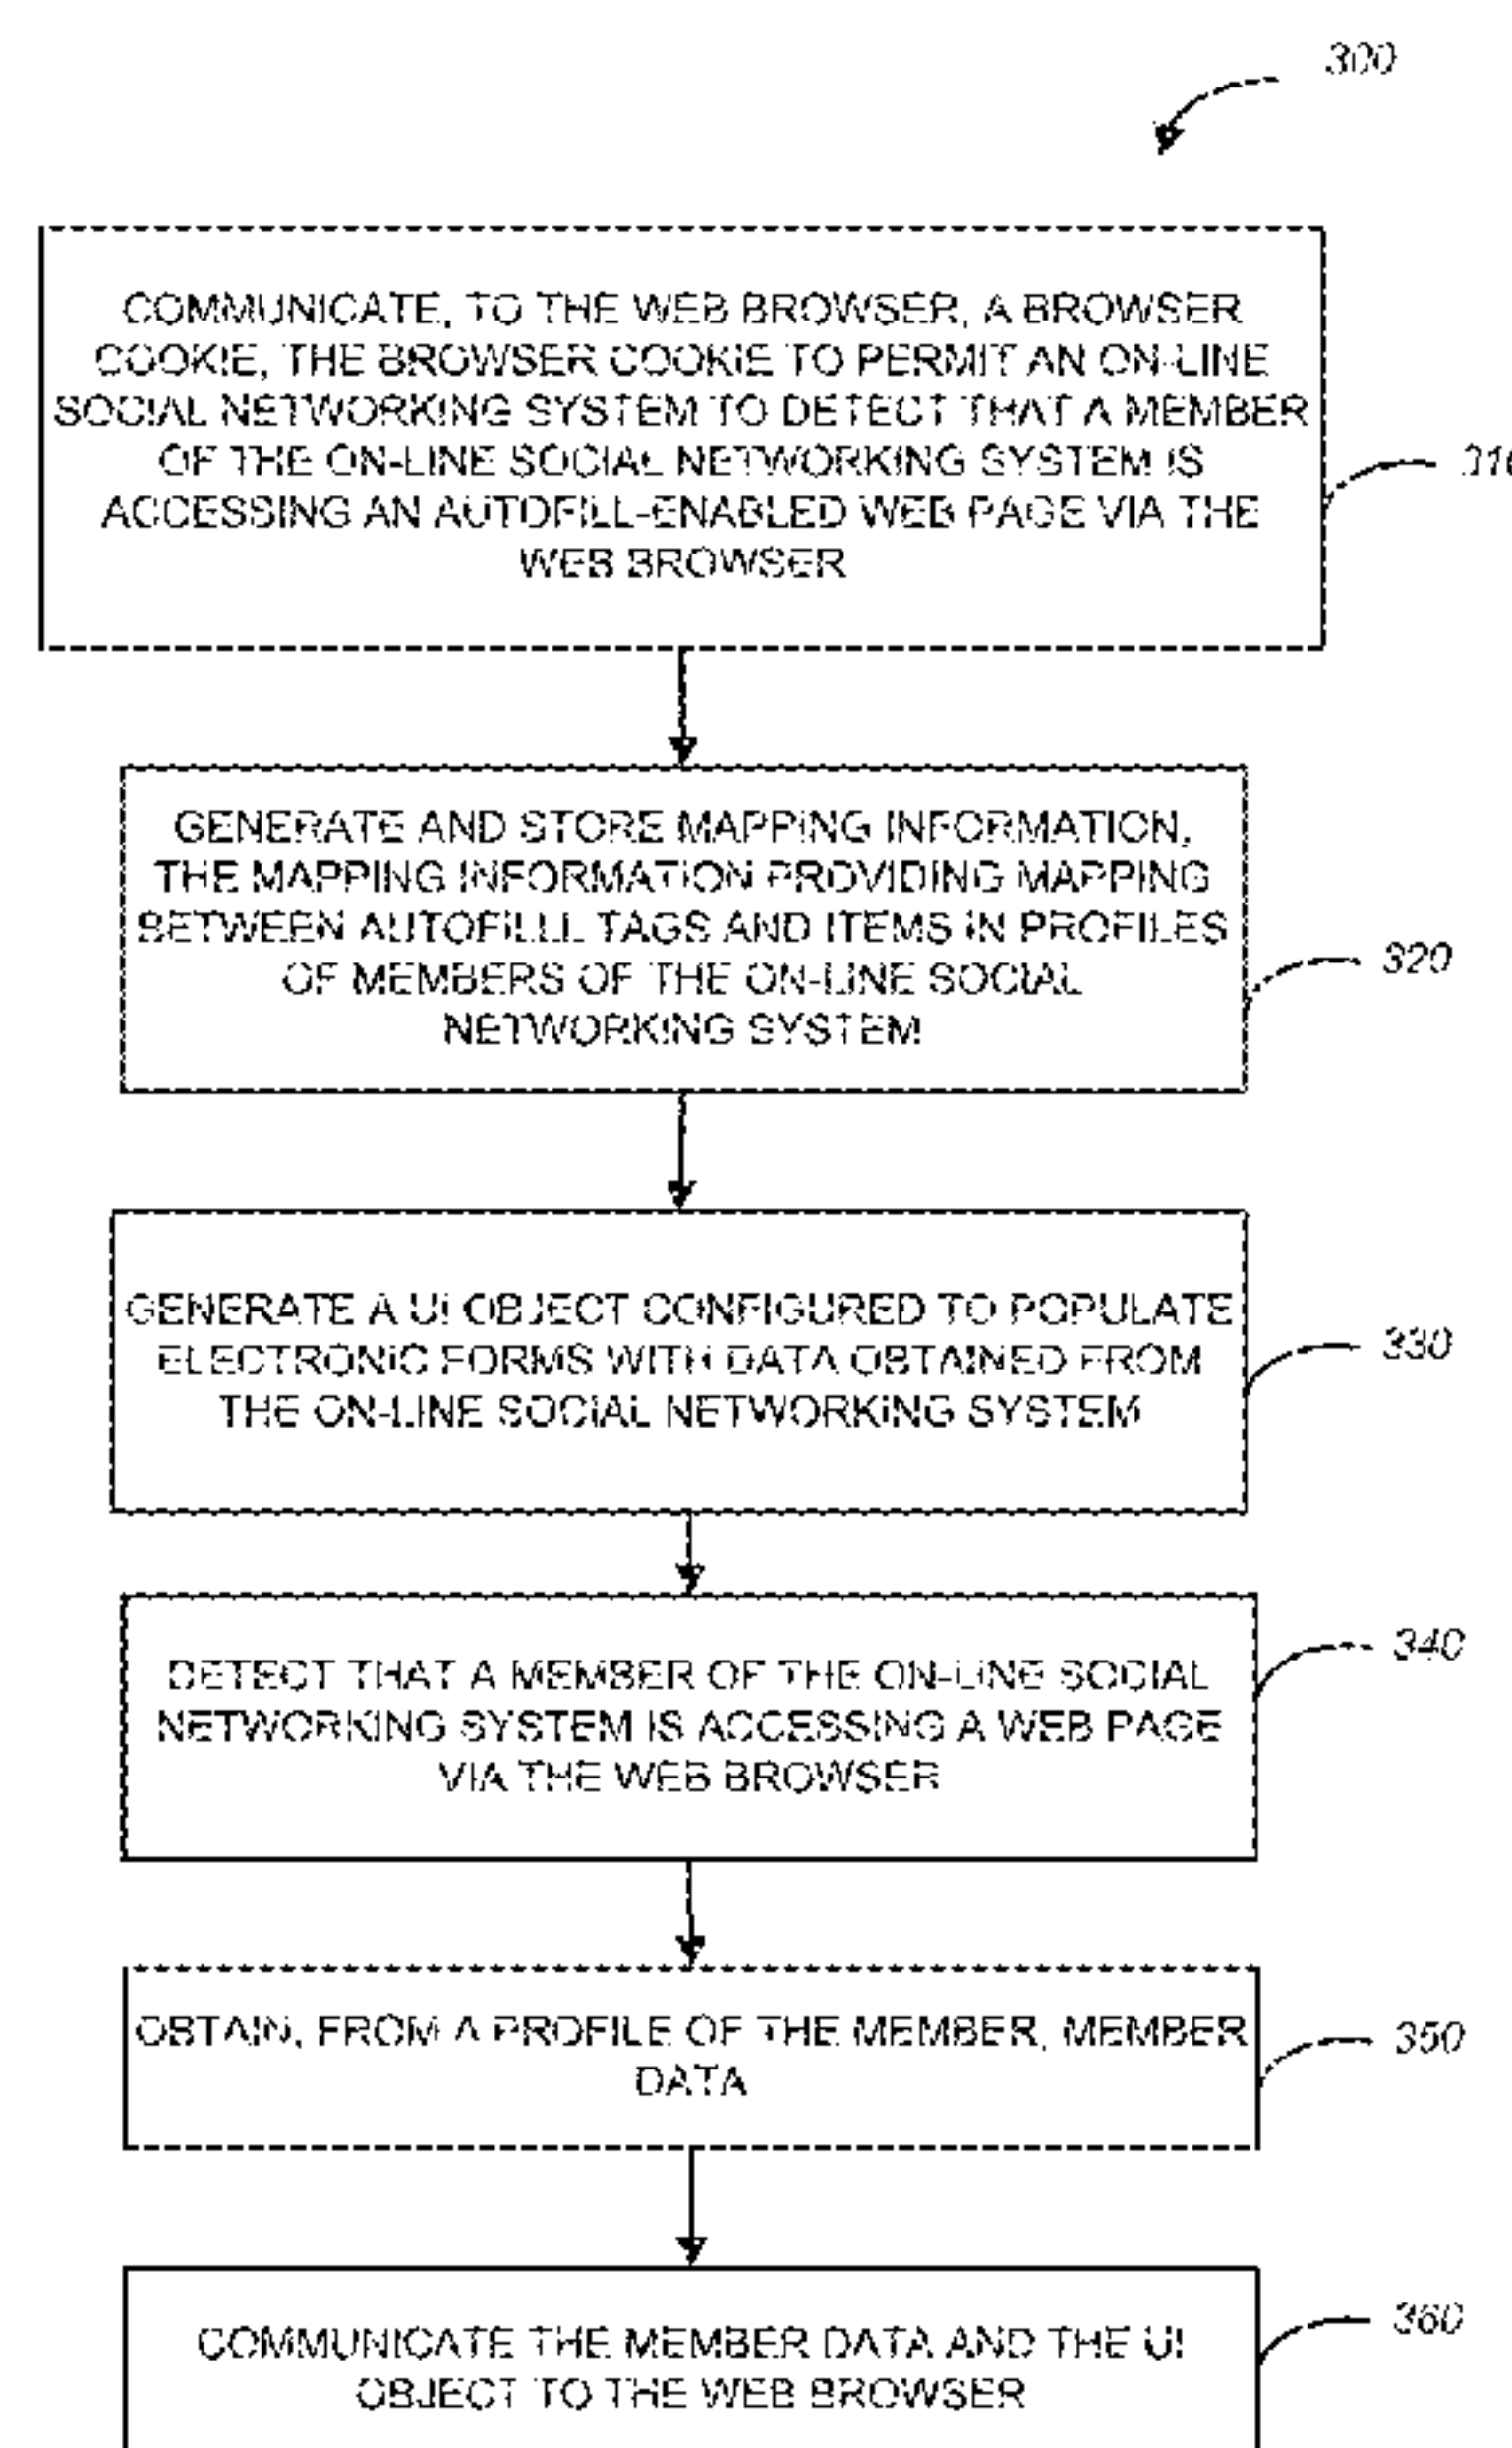 300
COMMUNICATE, TO THE WEB BROWSER, A BROWSER
COOKIE, THE BROWSER COOKIE TO PERMIT AN ON-LINE
SOCIAL NETWORKING SYSTEM TO DETECT THAT A MEMBER
OF THE ON-LINE SOCIAL NETWORKING SYSTEM IS
ACCESSING AN AUTOFILL-ENABLED WEB PAGE VIA THE
WEB BROWSER
310
GENERATE AND STORE MAPPING INFORMATION,
THE MAPPING INFORMATION PROVIDING MAPPING
BETWEEN AUTOFILLL TAGS AND ITEMS IN PROFILES
OF MEMBERS OF THE ON-LINE SOCIAL
NETWORKING SYSTEM
320
GENERATE A UI OBJECT CONFIGURED TO POPULATE
ELECTRONIC FORMS WITH DATA OBTAINED FROM
THE ON-LINE SOCIAL NETWORKING SYSTEM
330
DETECT THAT A MEMBER OF THE ON-LINE SOCIAL
NETWORKING SYSTEM IS ACCESSING A WEB PAGE
VIA THE WEB BROWSER
340
OBTAIN, FROM A PROFILE OF THE MEMBER, MEMBER
DATA
350
COMMUNICATE THE MEMBER DATA AND THE UI
OBJECT TO THE WEB BROWSER
360